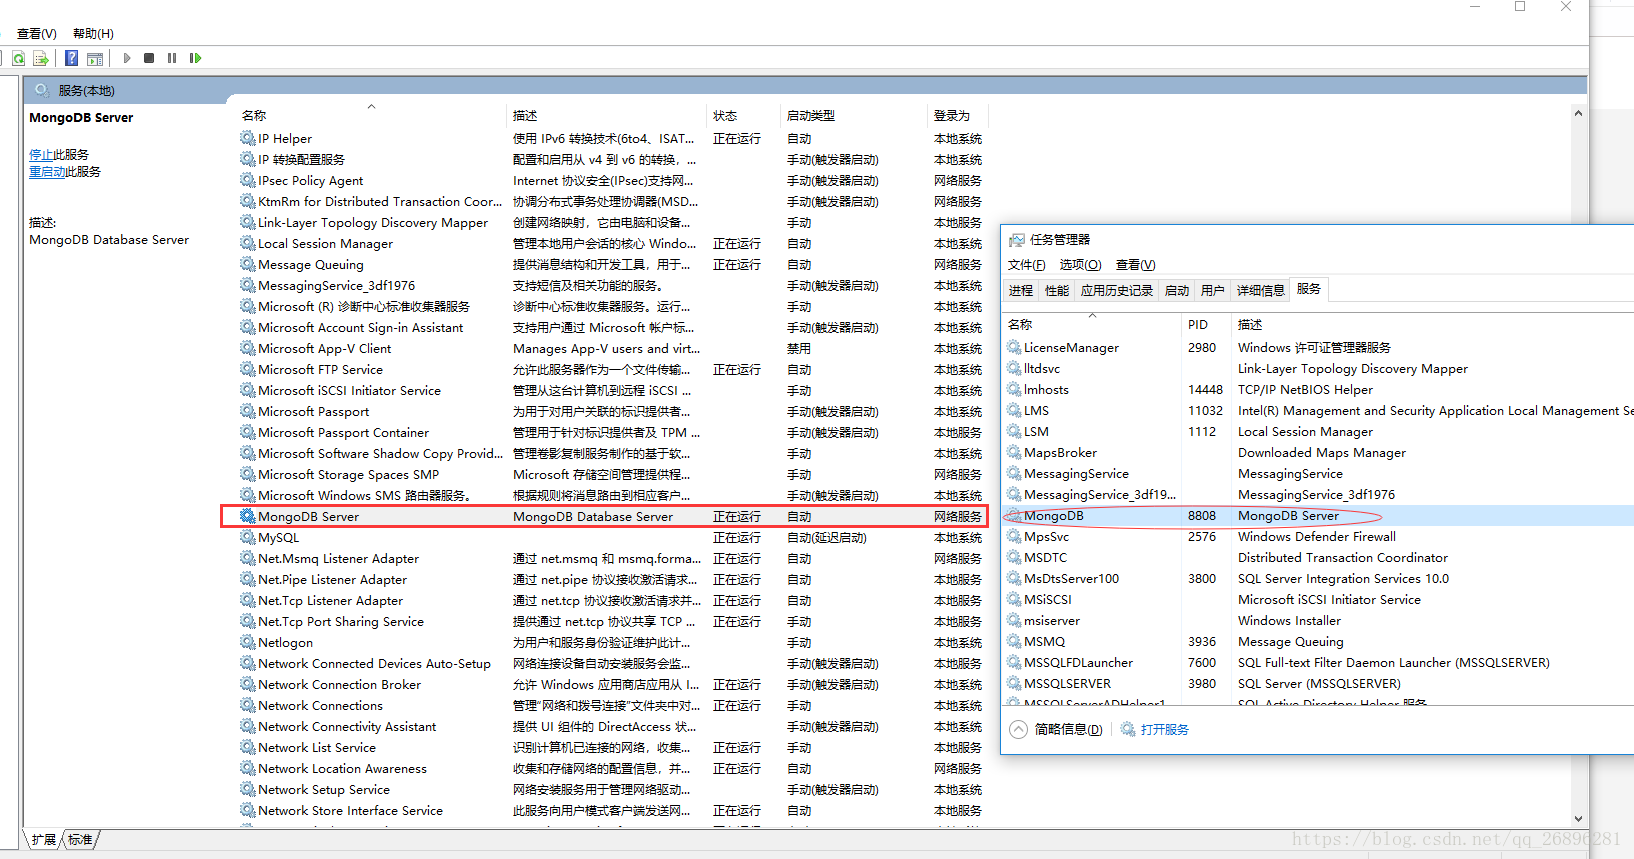 查看(V) 帮助(H)
服务(本地)
MongoDB Server
停止此服务
重启动此服务
描述:
MongoDB Database Server
名称 描述 状态 启动类型 登录为
IP Helper 使用 IPv6 转换技术(6to4、ISAT... 正在运行 自动 本地系统
IP 转换配置服务 配置和启用从 v4 到 v6 的转换，... 手动(触发器启动) 本地系统
IPsec Policy Agent Internet 协议安全(IPsec)支持网... 手动(触发器启动) 网络服务
KtmRm for Distributed Transaction Coor... 协调分布式事务处理协调器(MSD... 手动(触发器启动) 网络服务
Link-Layer Topology Discovery Mapper 创建网络映射，它由电脑和设备... 手动 本地服务
Local Session Manager 管理本地用户会话的核心 Windo... 正在运行 自动 本地系统
Message Queuing 提供消息结构和开发工具，用于... 正在运行 自动 网络服务
MessagingService_3df1976 支持短信及相关功能的服务。 手动(触发器启动) 本地系统
Microsoft (R) 诊断中心标准收集器服务 诊断中心标准收集器服务。运行... 手动 本地系统
Microsoft Account Sign-in Assistant 支持用户通过 Microsoft 帐户标... 手动(触发器启动) 本地系统
Microsoft App-V Client Manages App-V users and virt... 禁用 本地系统
Microsoft FTP Service 允许此服务器作为一个文件传输... 正在运行 自动 本地系统
Microsoft iSCSI Initiator Service 管理从这台计算机到远程 iSCSI ... 手动 本地系统
Microsoft Passport 为用于对用户关联的标识提供者... 手动(触发器启动) 本地系统
Microsoft Passport Container 管理用于针对标识提供者及 TPM ... 手动(触发器启动) 本地服务
Microsoft Software Shadow Copy Provid... 管理卷影复制服务制作的基于软... 手动 本地系统
Microsoft Storage Spaces SMP Microsoft 存储空间管理提供程... 手动 网络服务
Microsoft Windows SMS 路由器服务。 根据规则将消息路由到相应客户... 手动(触发器启动) 本地系统
MongoDB Server MongoDB Database Server 正在运行 自动 网络服务
MySQL 正在运行 自动(延迟启动) 本地系统
Net.Msmq Listener Adapter 通过 net.msmq 和 msmq.forma... 正在运行 自动 网络服务
Net.Pipe Listener Adapter 通过 net.pipe 协议接收激活请求... 正在运行 自动 本地服务
Net.Tcp Listener Adapter 通过 net.tcp 协议接收激活请求并... 正在运行 自动 本地服务
Net.Tcp Port Sharing Service 提供通过 net.tcp 协议共享 TCP ... 正在运行 手动 本地服务
Netlogon 为用户和服务身份验证维护此计... 手动 本地系统
Network Connected Devices Auto-Setup 网络连接设备自动安装服务会监... 手动(触发器启动) 本地服务
Network Connection Broker 允许 Windows 应用商店应用从 I... 正在运行 手动(触发器启动) 本地系统
Network Connections 管理“网络和拨号连接”文件夹中对... 正在运行 手动 本地系统
Network Connectivity Assistant 提供 UI 组件的 DirectAccess 状... 手动(触发器启动) 本地系统
Network List Service 识别计算机已连接的网络，收集... 正在运行 手动 本地服务
Network Location Awareness 收集和存储网络的配置信息，并... 正在运行 自动 网络服务
Network Setup Service 网络安装服务用于管理网络驱动... 手动(触发器启动) 本地系统
Network Store Interface Service 此服务向用户模式客户端发送网... 正在运行 自动 本地服务
扩展 标准
任务管理器
文件(F) 选项(O) 查看(V)
进程 性能 应用历史记录 启动 用户 详细信息 服务
名称 PID 描述
LicenseManager 2980 Windows 许可证管理器服务
lltdsvc Link-Layer Topology Discovery Mapper
lmhosts 14448 TCP/IP NetBIOS Helper
LMS 11032 Intel(R) Management and Security Application Local Management Se
LSM 1112 Local Session Manager
MapsBroker Downloaded Maps Manager
MessagingService MessagingService
MessagingService_3df19... MessagingService_3df1976
MongoDB 8808 MongoDB Server
MpsSvc 2576 Windows Defender Firewall
MSDTC Distributed Transaction Coordinator
MsDtsServer100 3800 SQL Server Integration Services 10.0
MSiSCSI Microsoft iSCSI Initiator Service
msiserver Windows Installer
MSMQ 3936 Message Queuing
MSSQLFDLauncher 7600 SQL Full-text Filter Daemon Launcher (MSSQLSERVER)
MSSQLSERVER 3980 SQL Server (MSSQLSERVER)
MSSQLServerADHelper1... SQL Active Directory Helper 服务
简略信息(D) 打开服务
https://blog.csdn.net/qq_26896281